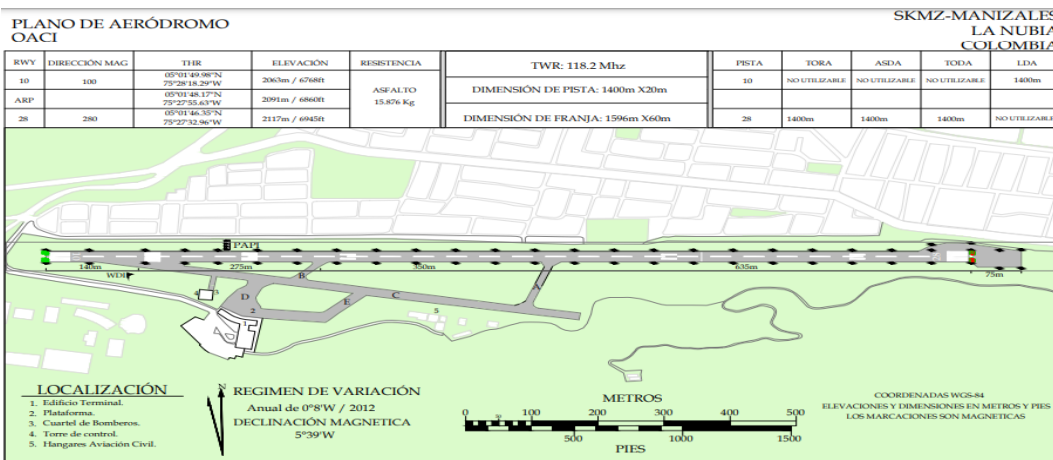 PLANO DE AERÓDROMO
OACI
SKMZ-MANIZALES
LA NUBIA
COLOMBIA
RWY DIRECCIÓN MAG THR ELEVACIÓN RESISTENCIA
10 100 05°01'49.98"N 75°28'18.29"W 2063m / 6768ft
ARP 05°01'48.17"N 75°27'55.63"W 2091m / 6860ft
28 280 05°01'46.35"N 75°27'32.96"W 2117m / 6945ft
ASFALTO
15.876 Kg
TWR: 118.2 Mhz
DIMENSIÓN DE PISTA: 1400m X20m
DIMENSIÓN DE FRANJA: 1596m X60m
PISTA TORA ASDA TODA LDA
10 NO UTILIZABLE NO UTILIZABLE NO UTILIZABLE 1400m
28 1400m 1400m 1400m NO UTILIZABLE
PAPI
140m 275m 350m 635m 75m
WDI
B
A
4 3
D
E
C
2
5
LOCALIZACIÓN
1. Edificio Terminal.
2. Plataforma.
3. Cuartel de Bomberos.
4. Torre de control.
5. Hangares Aviación Civil.
N
REGIMEN DE VARIACIÓN
Anual de 0°8'W / 2012
DECLINACIÓN MAGNETICA
5°39'W
METROS
0 50 100 200 300 400 500
500 1000 1500
PIES
COORDENADAS WGS-84
ELEVACIONES Y DIMENSIONES EN METROS Y PIES
LOS MARCACIONES SON MAGNETICAS